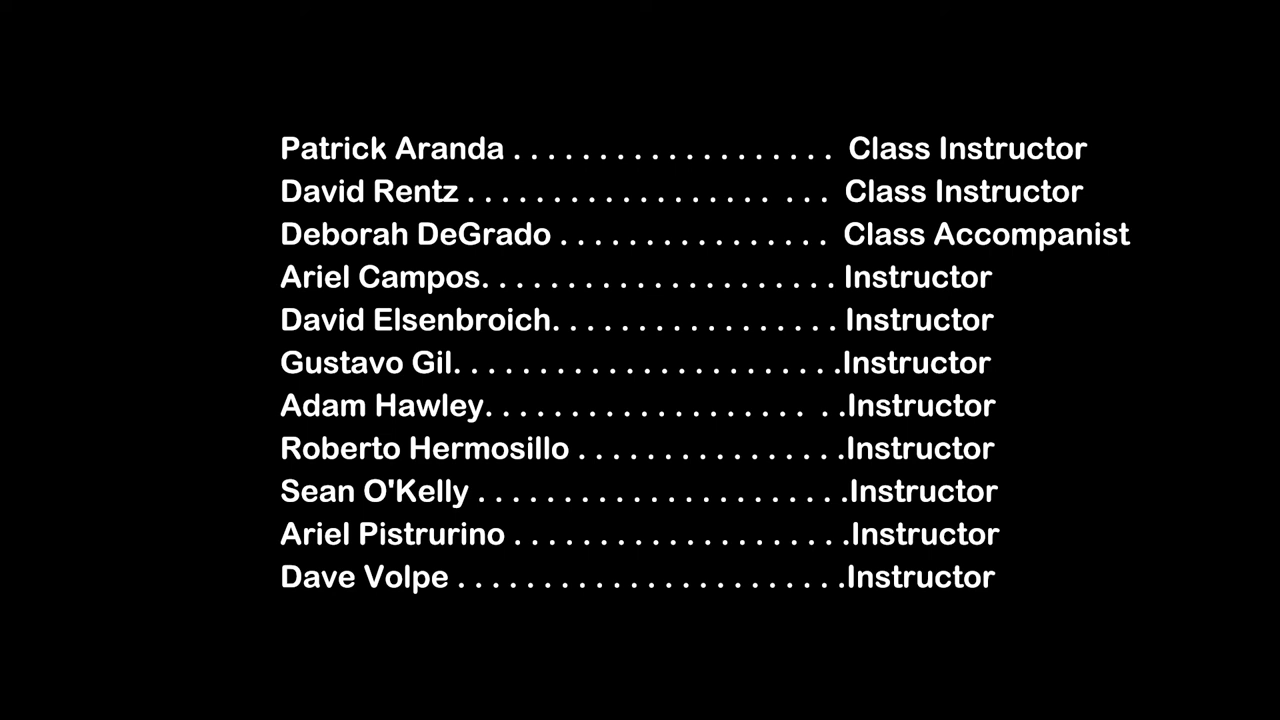 Patrick Aranda . . . . . . . . . . . . . . . . . . .  Class Instructor
David Rentz . . . . . . . . . . . . . . . . . .  . . .  Class Instructor
Deborah DeGrado . . . . . . . . . . . . . . . .  Class Accompanist
Ariel Campos. . . . . . . . . . . . . . . . . . . . . Instructor
David Elsenbroich. . . . . . . . . . . . . . . . . Instructor
Gustavo Gil. . . . . . . . . . . . . . . . . . . . . . .Instructor
Adam Hawley. . . . . . . . . . . . . . . . . . .  . .Instructor
Roberto Hermosillo . . . . . . . . . . . . . . . .Instructor
Sean O'Kelly . . . . . . . . . . . . . . . . . . . . . .Instructor
Ariel Pistrurino . . . . . . . . . . . . . . . . . . . .Instructor
Dave Volpe . . . . . . . . . . . . . . . . . . . . . . .Instructor